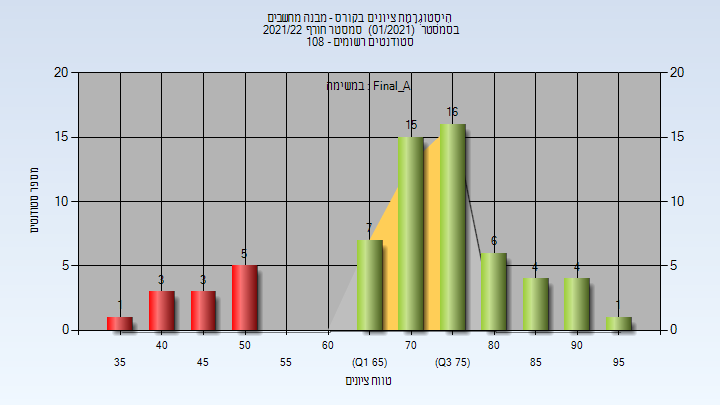 היסטוגרמת ציונים בקורס - מבנה מחשבים
בסמסטר (01/2021) סמסטר חורף 2021/22
סטודנטים רשומים - 108
במשימה : Final_A
20 20
15 15
10 10
5 5
0 0
מספר סטודנטים
1 3 3 5 7 15 16 6 4 4 1
40 50 60 70 80 90
35 45 55 (Q1 65) (Q3 75) 85 95
טווח ציונים